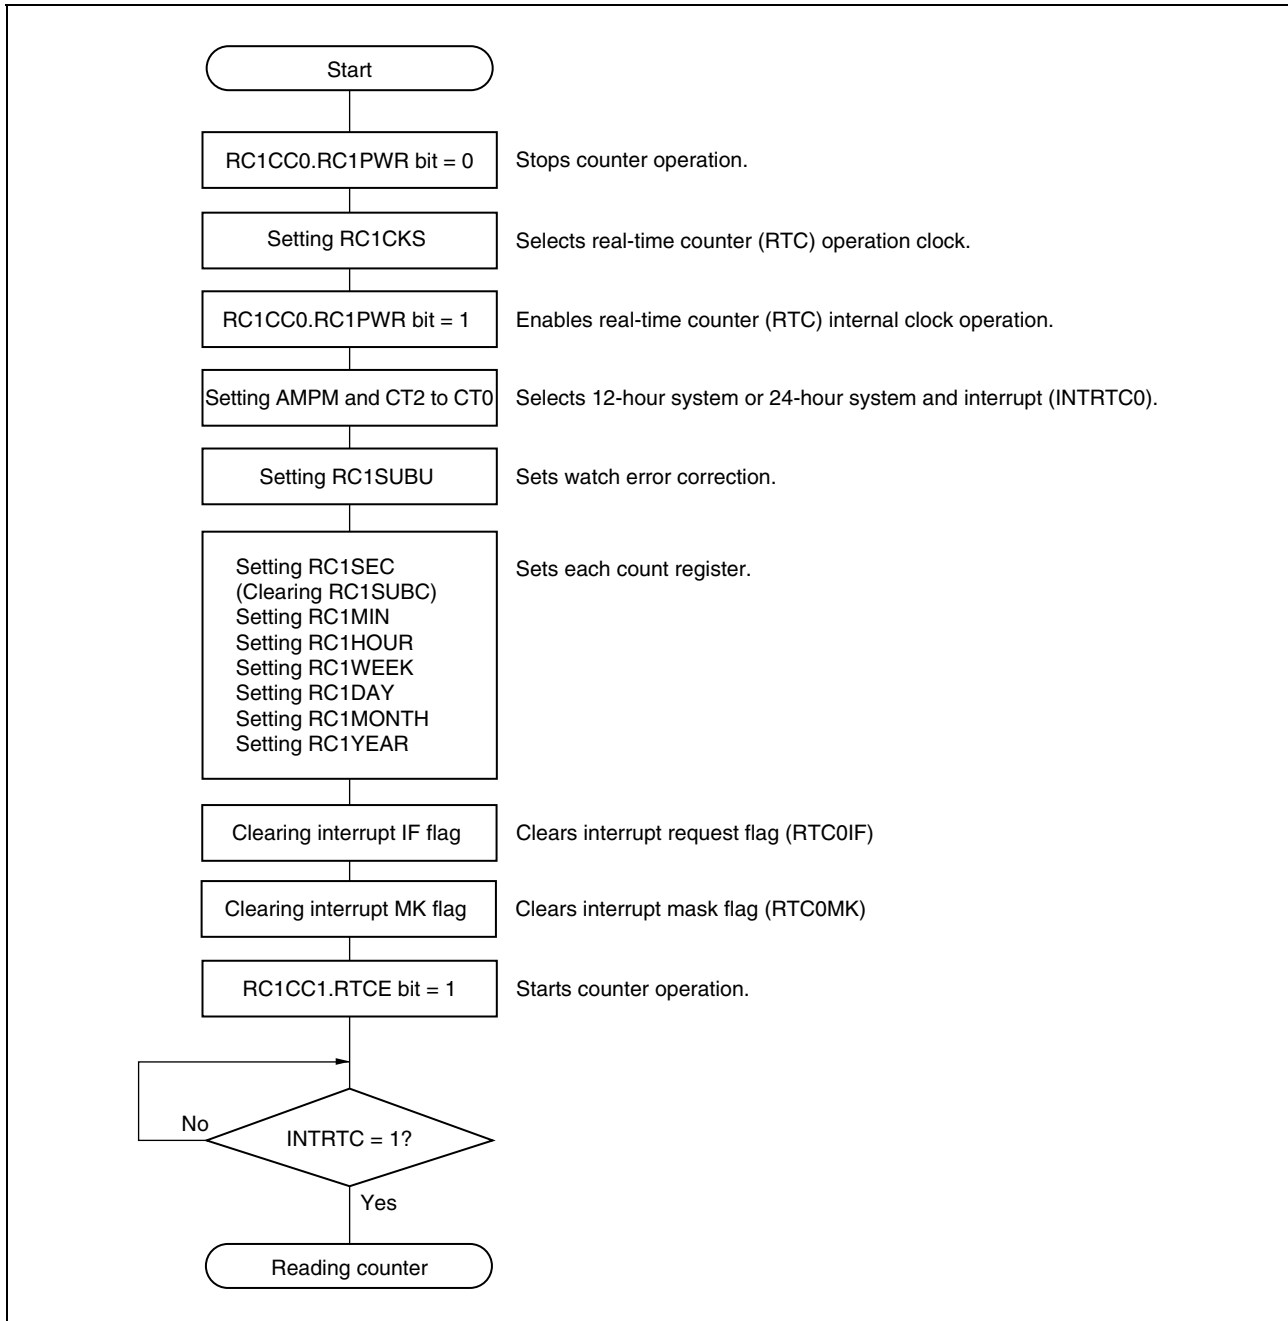 Start
RC1CC0.RC1PWR bit = 0
Stops counter operation.
Setting RC1CKS
Selects real-time counter (RTC) operation clock.
RC1CC0.RC1PWR bit = 1
Enables real-time counter (RTC) internal clock operation.
Setting AMPM and CT2 to CT0
Selects 12-hour system or 24-hour system and interrupt (INTRTC0).
Setting RC1SUBU
Sets watch error correction.
Setting RC1SEC
Sets each count register.
(Clearing RC1SUBC)
Setting RC1MIN
Setting RC1HOUR
Setting RC1WEEK
Setting RC1DAY
Setting RC1MONTH
Setting RC1YEAR
Clearing interrupt IF flag
Clears interrupt request flag (RTC0IF)
Clearing interrupt MK flag
Clears interrupt mask flag (RTC0MK)
RC1CC1.RTCE bit = 1
Starts counter operation.
No
INTRTC = 1?
Yes
Reading counter